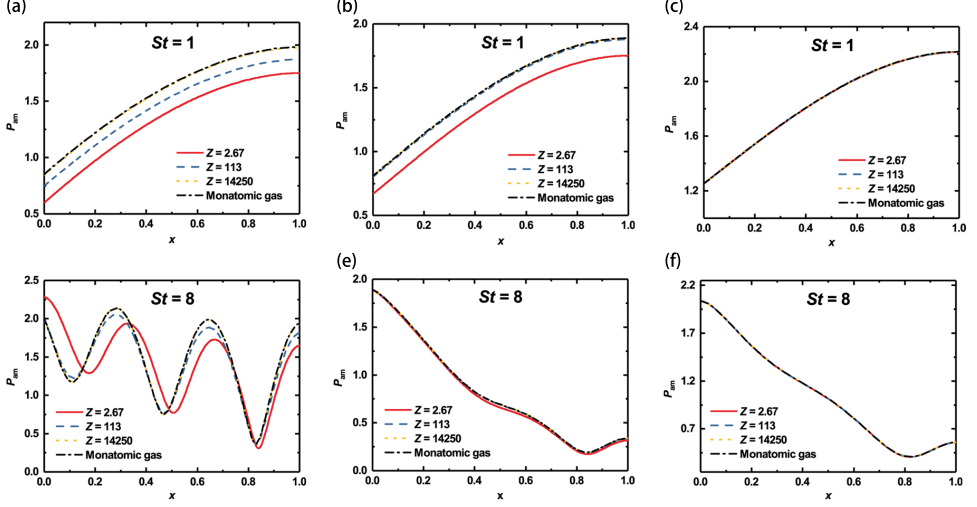 (a)
St = 1
2.0
1.5
1.0
0.5
P_am
Z = 2.67
Z = 113
Z = 14250
Monatomic gas
0.0 0.2 0.4 0.6 0.8 1.0
x
(b)
St = 1
2.0
1.5
1.0
0.5
P_am
Z = 2.67
Z = 113
Z = 14250
Monatomic gas
0.0 0.2 0.4 0.6 0.8 1.0
x
(c)
St = 1
2.4
2.0
1.6
1.2
P_am
Z = 2.67
Z = 113
Z = 14250
Monatomic gas
0.0 0.2 0.4 0.6 0.8 1.0
x
St = 8
2.5
2.0
1.5
1.0
0.5
0.0
P_am
Z = 2.67
Z = 113
Z = 14250
Monatomic gas
0.0 0.2 0.4 0.6 0.8 1.0
x
(e)
St = 8
2.0
1.5
1.0
0.5
0.0
P_am
Z = 2.67
Z = 113
Z = 14250
Monatomic gas
0.0 0.2 0.4 0.6 0.8 1.0
x
(f)
St = 8
2.2
1.7
1.2
0.7
P_am
Z = 2.67
Z = 113
Z = 14250
Monatomic gas
0.0 0.2 0.4 0.6 0.8 1.0
x